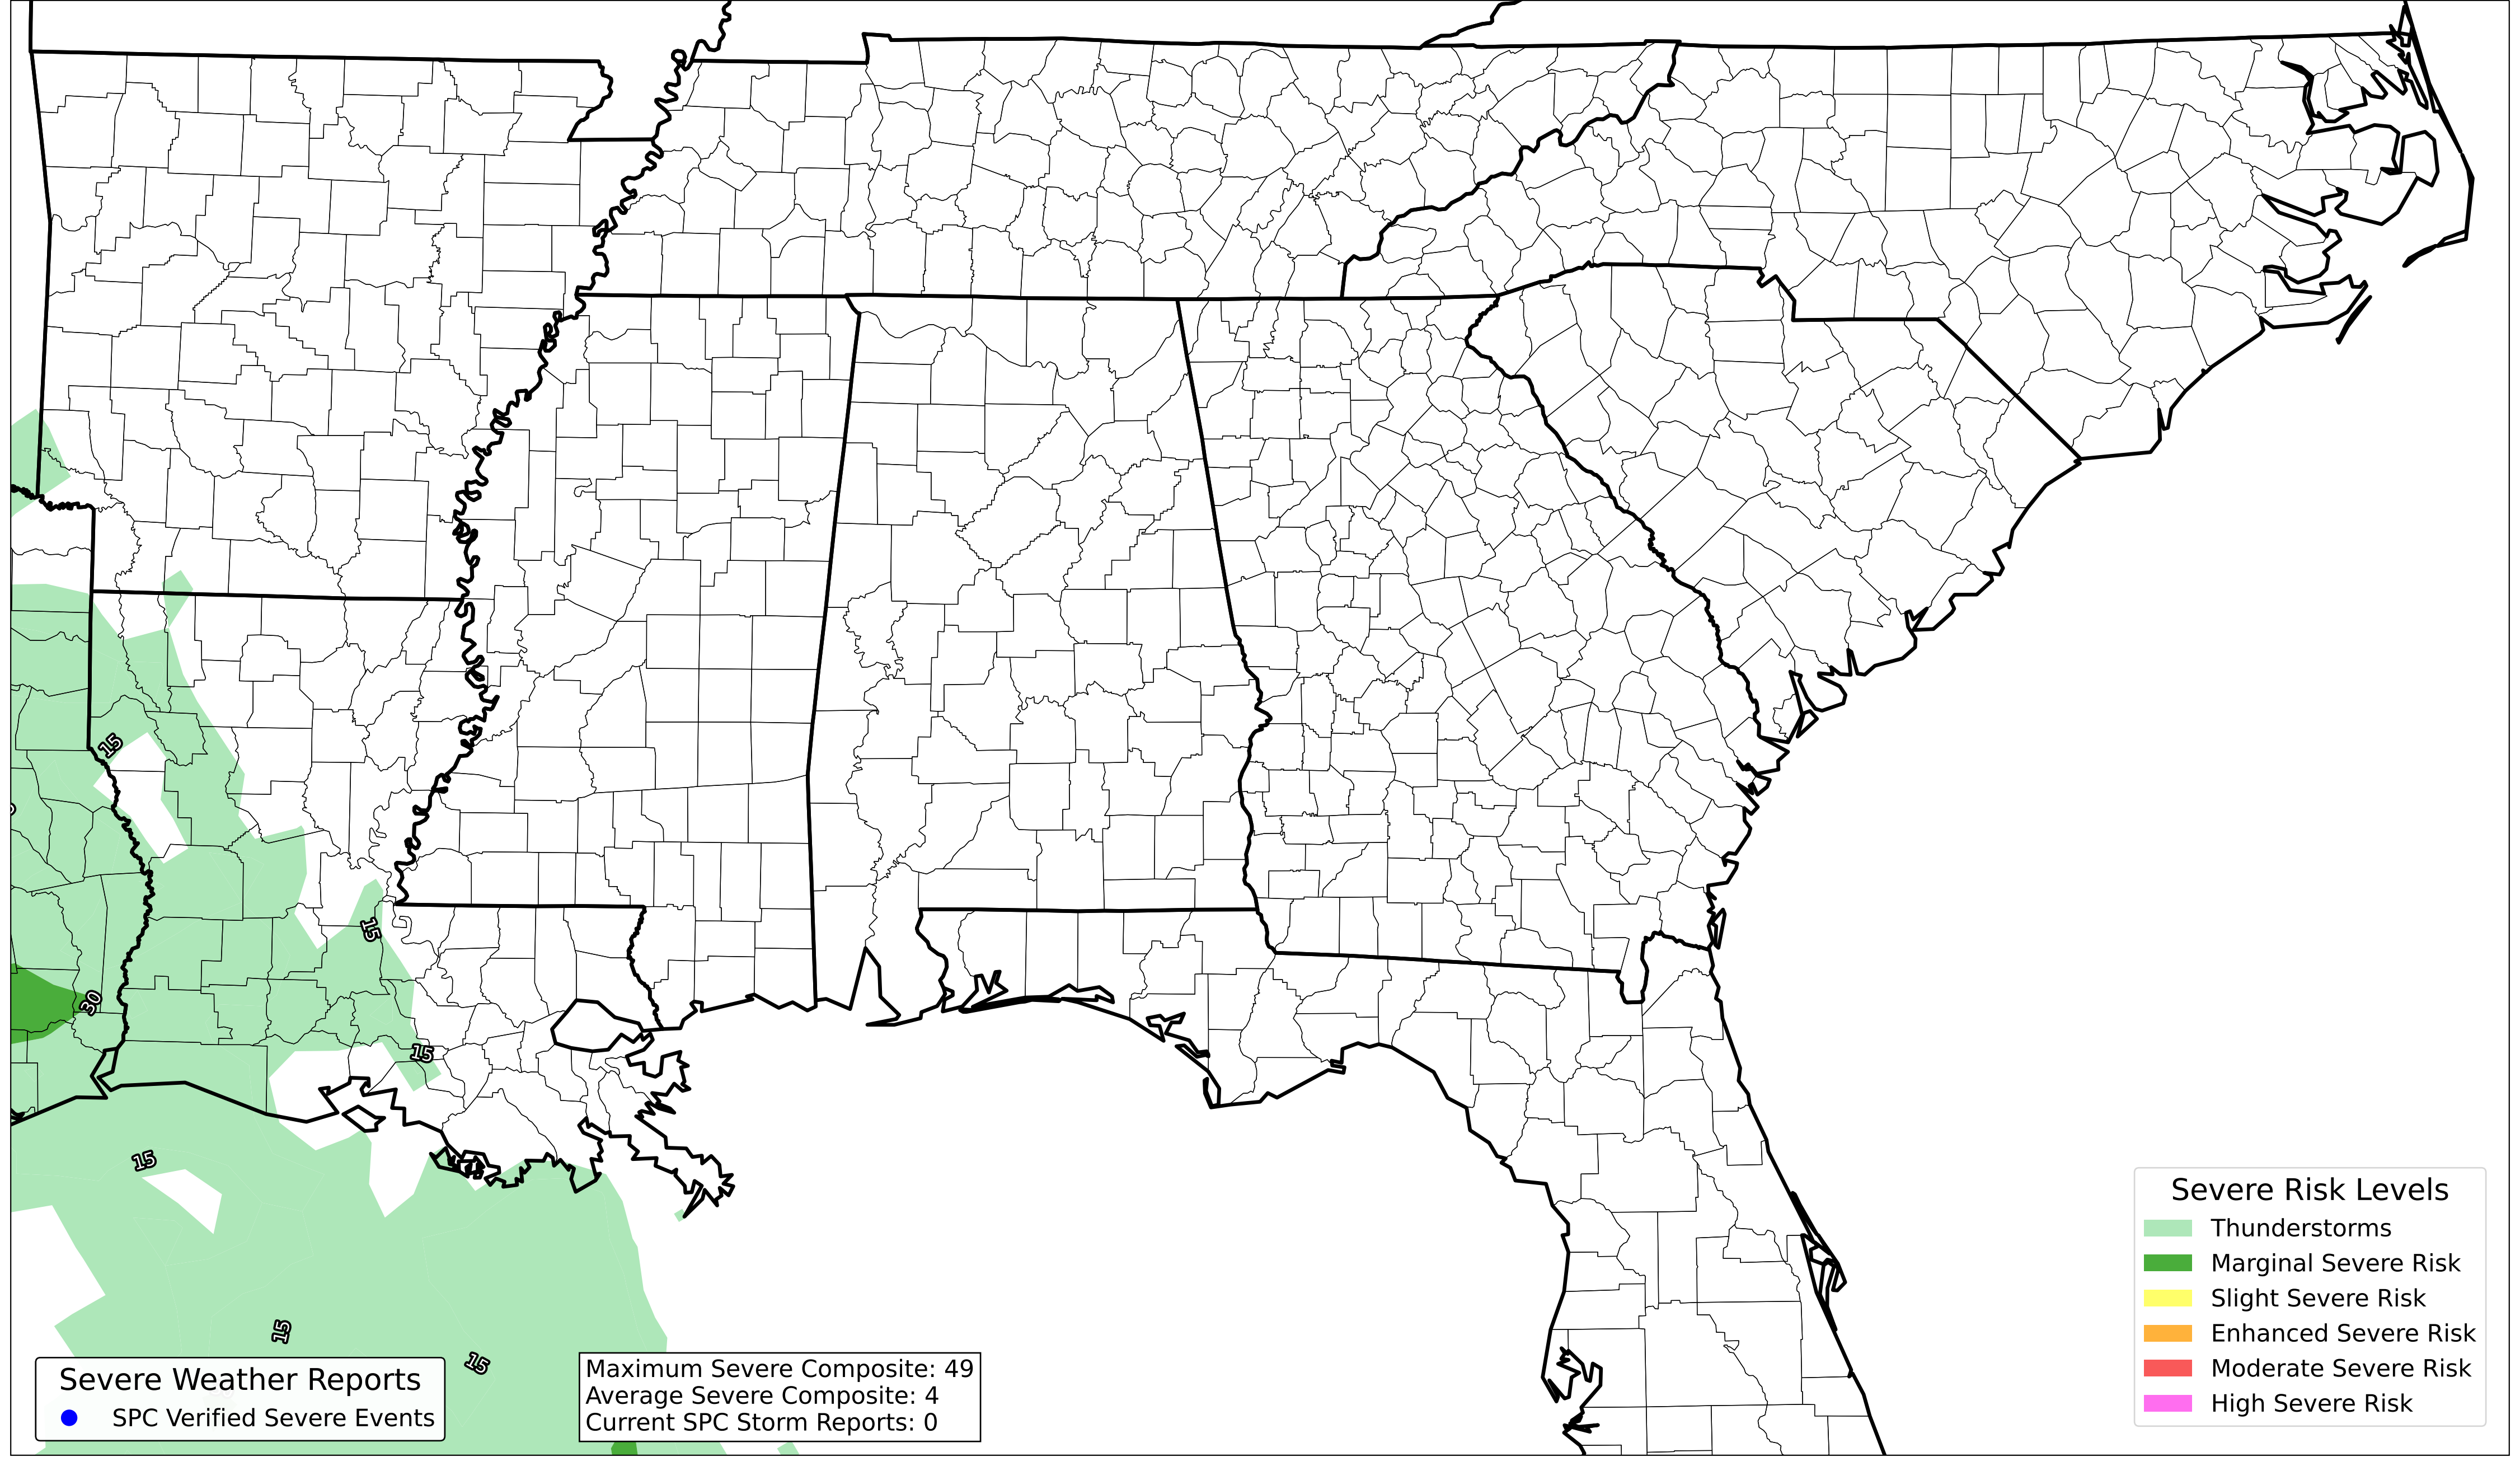 15
30
15
15
15
15
15
Severe Weather Reports
SPC Verified Severe Events
Maximum Severe Composite: 49
Average Severe Composite: 4
Current SPC Storm Reports: 0
Severe Risk Levels
Thunderstorms
Marginal Severe Risk
Slight Severe Risk
Enhanced Severe Risk
Moderate Severe Risk
High Severe Risk